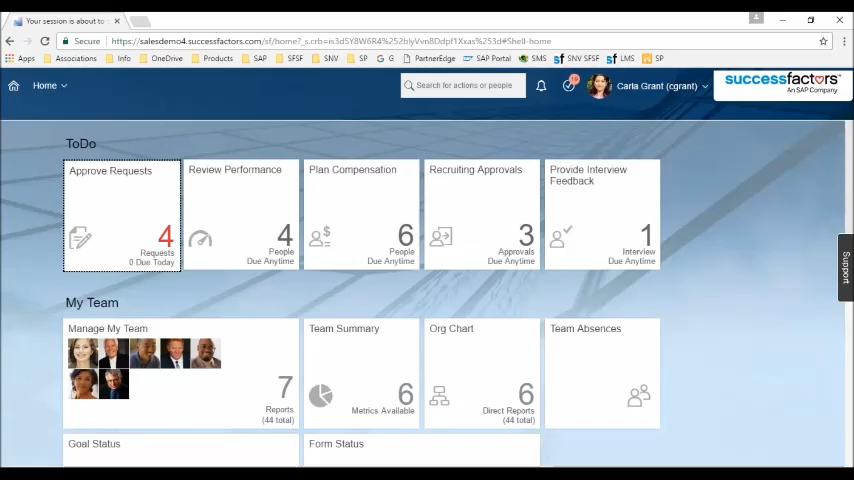 Your session is about to
Secure
https://salesdemo4.successfactors.com/sf/home?_s.crb=is3d5Y8W6R4%252blyVvn8Ddpf1Xxas%253d#Shell-home
Apps Associations Info OneDrive Products SAP SFSF SNV SP G PartnerEdge SAP Portal SMS SNV SFSF LMS SP
Home
Search for actions or people
19
Carla Grant (cgrant)
successfactors
An SAP Company
ToDo
Approve Requests
4
Requests
0 Due Today
Review Performance
4
People
Due Anytime
Plan Compensation
6
People
Due Anytime
Recruiting Approvals
3
Approvals
Due Anytime
Provide Interview
Feedback
1
Interview
Due Anytime
Support
My Team
Manage My Team
7
Reports
(44 total)
Team Summary
6
Metrics Available
Org Chart
6
Direct Reports
(44 total)
Team Absences
Goal Status
Form Status